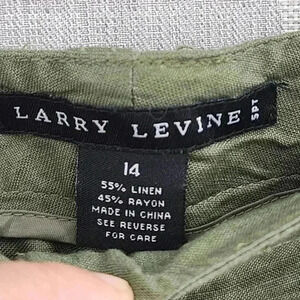 LARRY LEVINE SPT
14
55% LINEN
45% RAYON
MADE IN CHINA
SEE REVERSE
FOR CARE